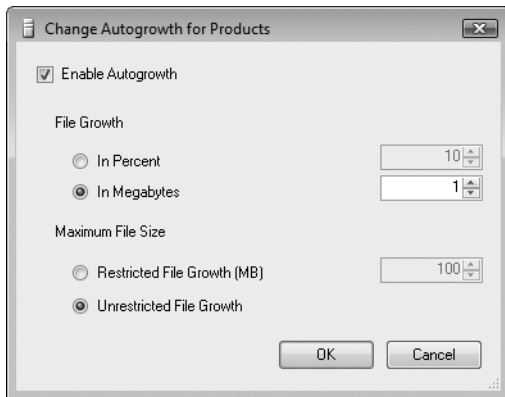 Change Autogrowth for Products
Enable Autogrowth
File Growth
In Percent 10
In Megabytes 1
Maximum File Size
Restricted File Growth (MB) 100
Unrestricted File Growth
OK Cancel